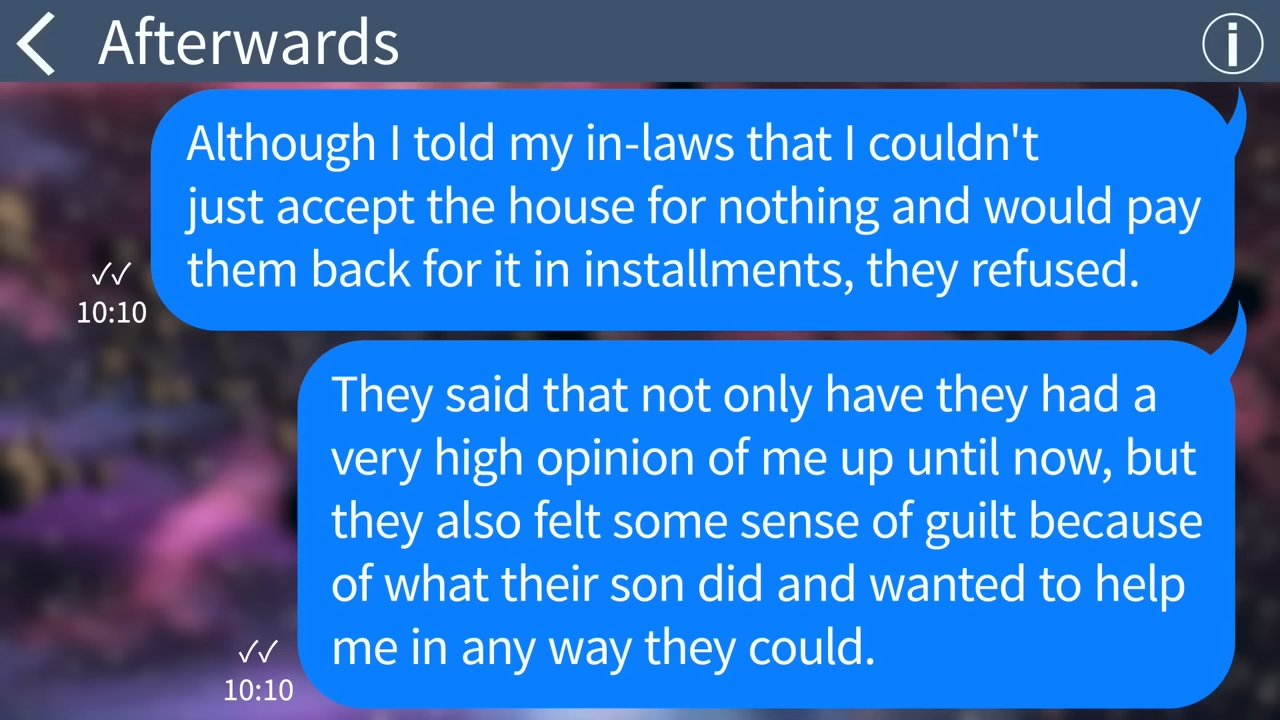 Afterwards
Although I told my in-laws that I couldn't
just accept the house for nothing and would pay
them back for it in installments, they refused.
✓✓
10:10
They said that not only have they had a
very high opinion of me up until now, but
they also felt some sense of guilt because
of what their son did and wanted to help
me in any way they could.
✓✓
10:10